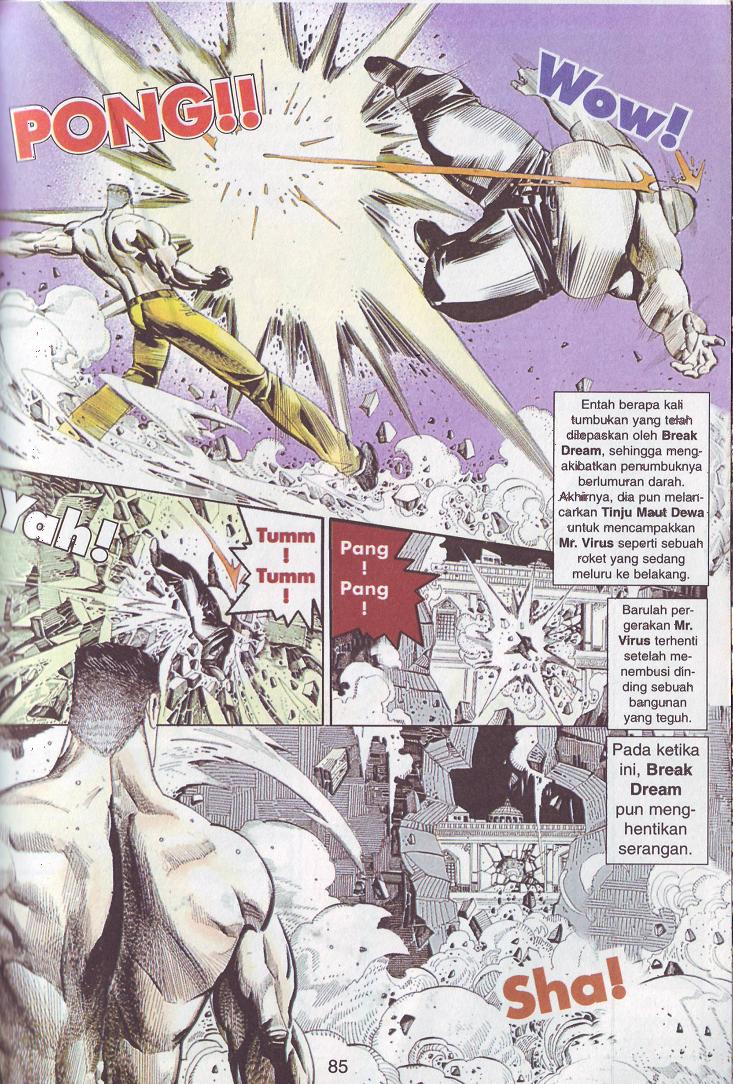 PONG!!
Wow!
Entah berapa kali
tumbukan yang telah
dilepaskan oleh Break
Dream, sehingga meng-
akibatkan penumbuknya
berlumuran darah.
Akhirnya, dia pun melan-
carkan Tinju Maut Dewa
untuk mencampakkan
Mr. Virus seperti sebuah
roket yang sedang
meluru ke belakang.
Yah!
Tumm
!
Tumm
!
Pang
!
Pang
!
Barulah per-
gerakan Mr.
Virus terhenti
setelah me-
nembusi din-
ding sebuah
bangunan
yang teguh.
Pada ketika
ini, Break
Dream
pun meng-
hentikan
serangan.
Sha!
85